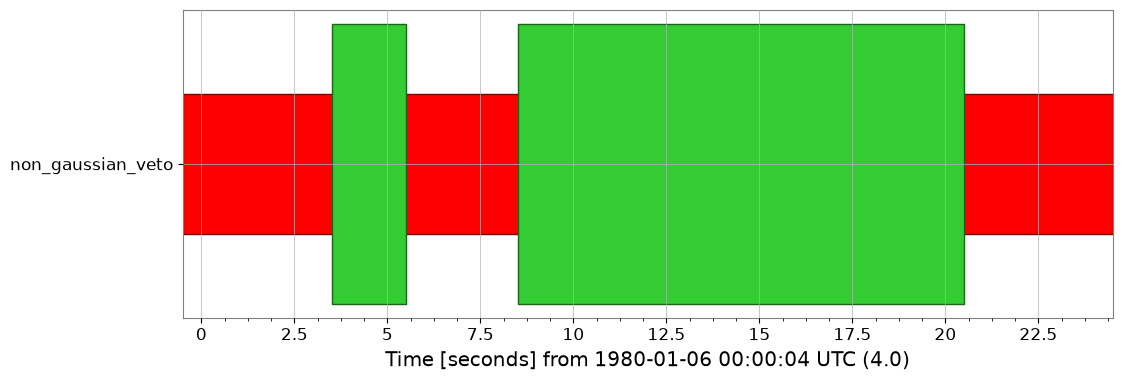 non_gaussian_veto
0 2.5 5 7.5 10 12.5 15 17.5 20 22.5
Time [seconds] from 1980-01-06 00:00:04 UTC (4.0)